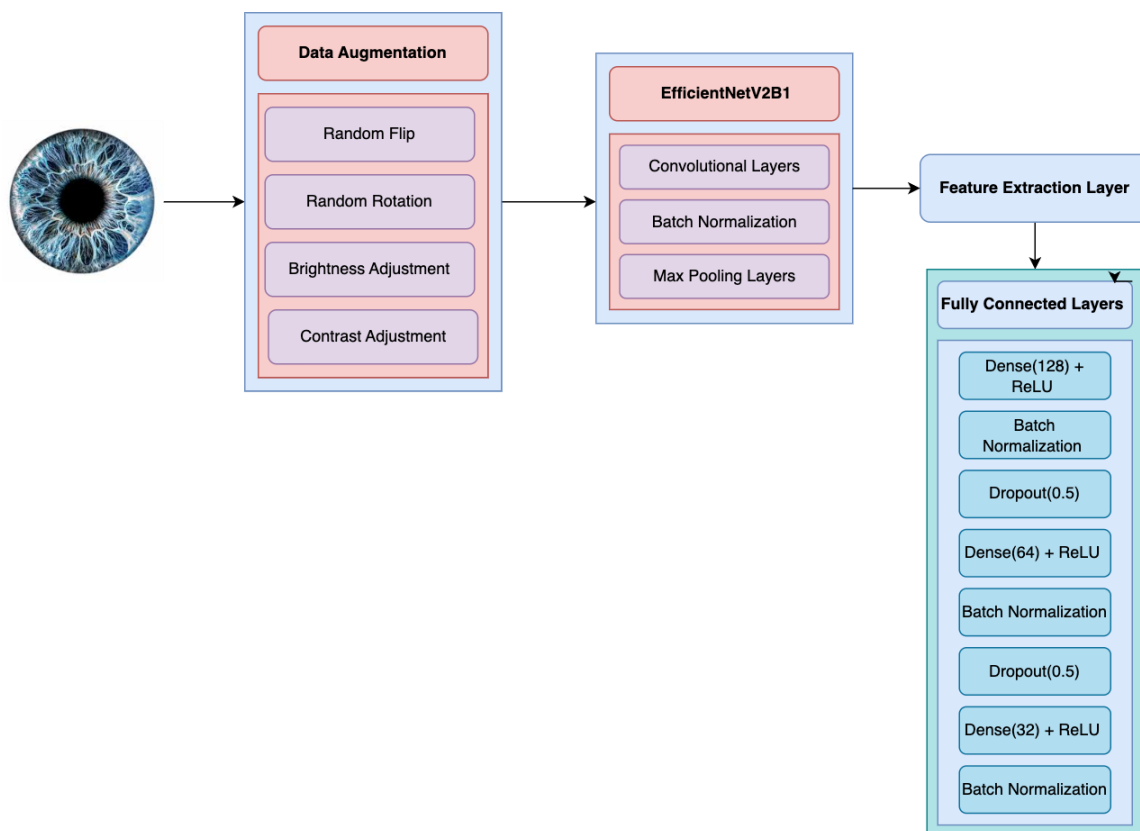 Data Augmentation
Random Flip
Random Rotation
Brightness Adjustment
Contrast Adjustment
EfficientNetV2B1
Convolutional Layers
Batch Normalization
Max Pooling Layers
Feature Extraction Layer
Fully Connected Layers
Dense(128) +
ReLU
Batch
Normalization
Dropout(0.5)
Dense(64) + ReLU
Batch Normalization
Dropout(0.5)
Dense(32) + ReLU
Batch Normalization